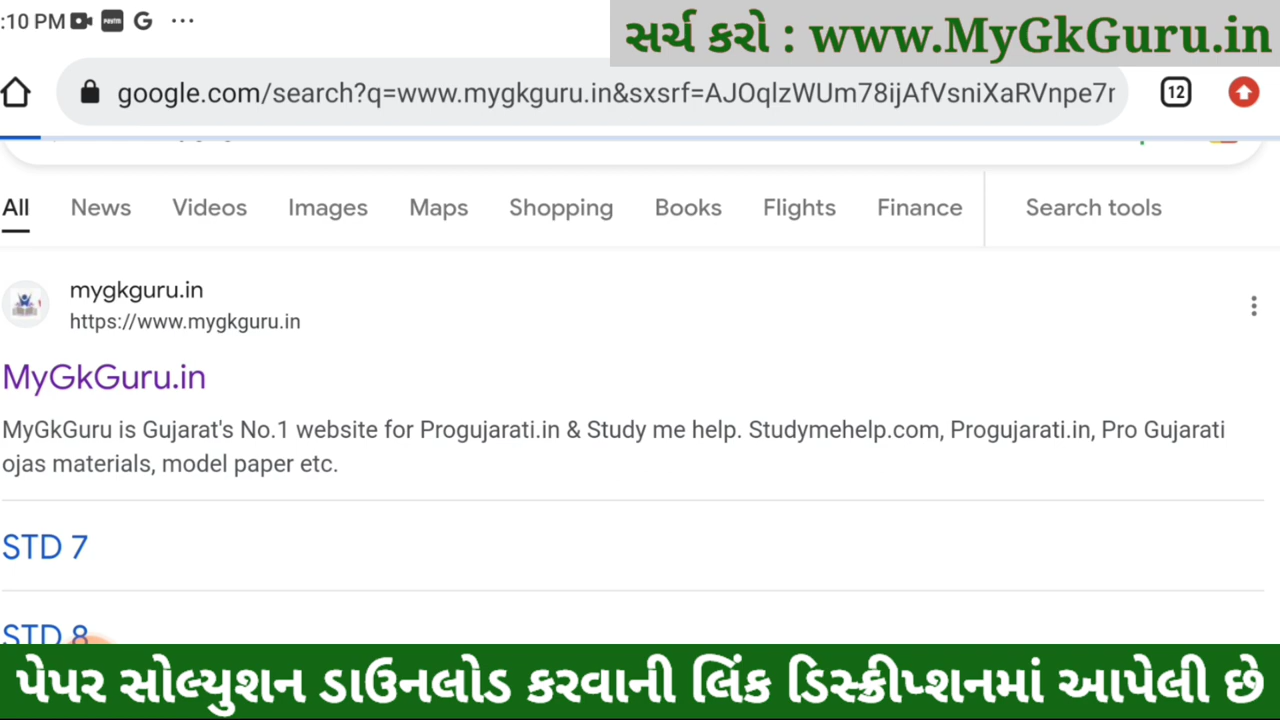 :10 PM
સર્ચ કરો : www.MyGkGuru.in
google.com/search?q=www.mygkguru.in&sxsrf=AJOqlzWUm78ijAfVsniXaRVnpe7r
12
All News Videos Images Maps Shopping Books Flights Finance Search tools
mygkguru.in
https://www.mygkguru.in
MyGkGuru.in
MyGkGuru is Gujarat's No.1 website for Progujarati.in & Study me help. Studymehelp.com, Progujarati.in, Pro Gujarati
ojas materials, model paper etc.
STD 7
STD 8
પેપર સોલ્યુશન ડાઉનલોડ કરવાની લિંક ડિસ્ક્રીપ્શનમાં આપેલી છે